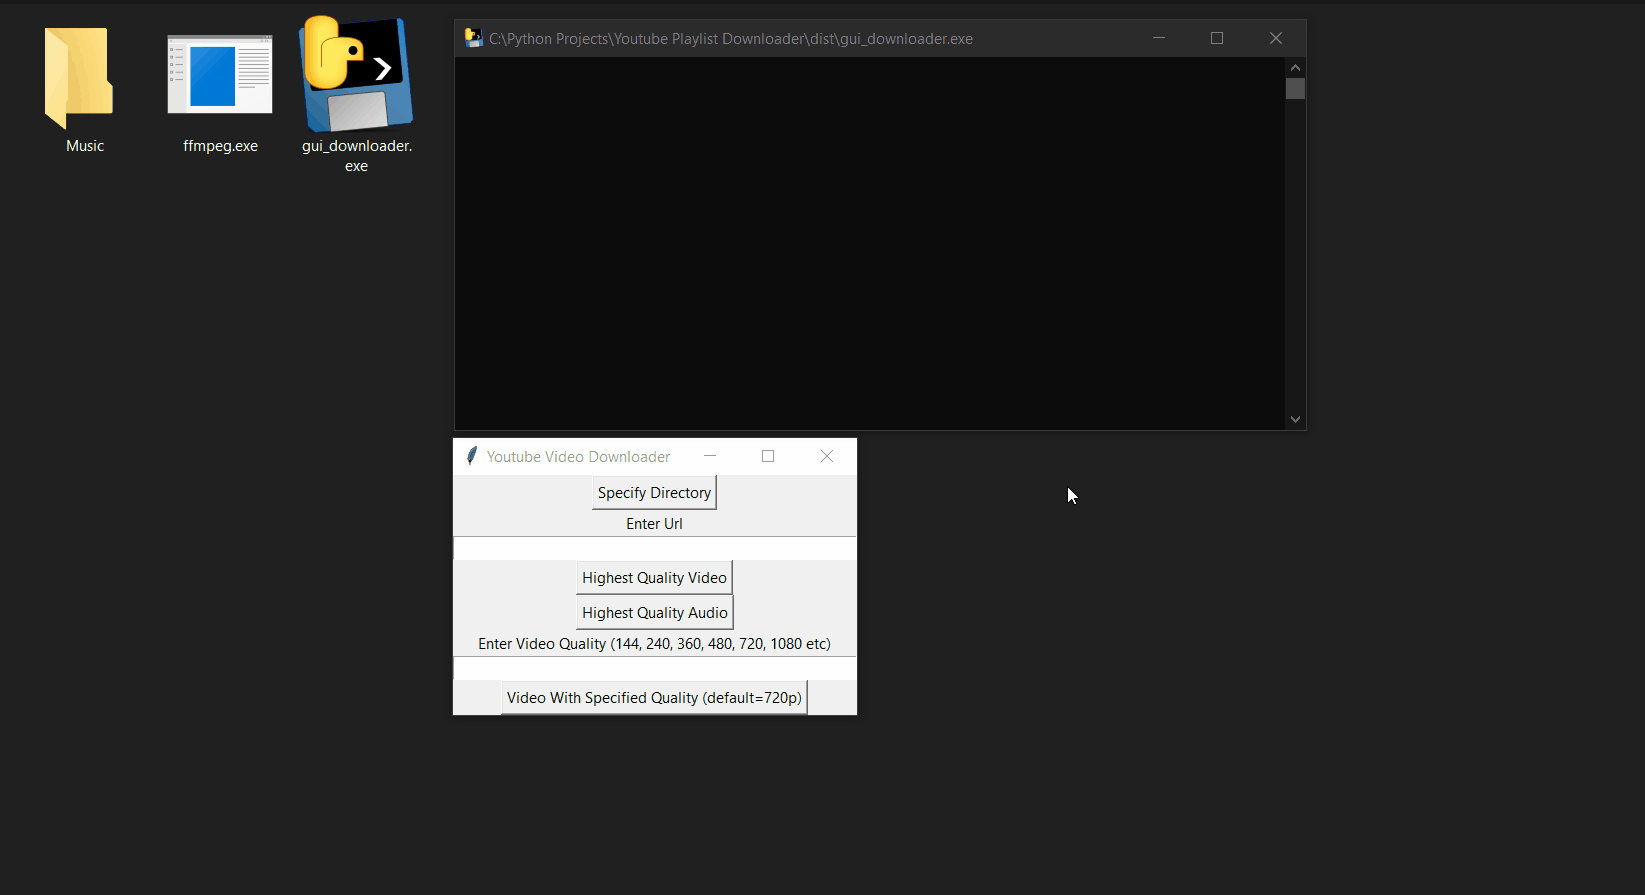 Music
ffmpeg.exe
gui_downloader.
exe
C:\Python Projects\Youtube Playlist Downloader\dist\gui_downloader.exe
Youtube Video Downloader
Specify Directory
Enter Url
Highest Quality Video
Highest Quality Audio
Enter Video Quality (144, 240, 360, 480, 720, 1080 etc)
Video With Specified Quality (default=720p)